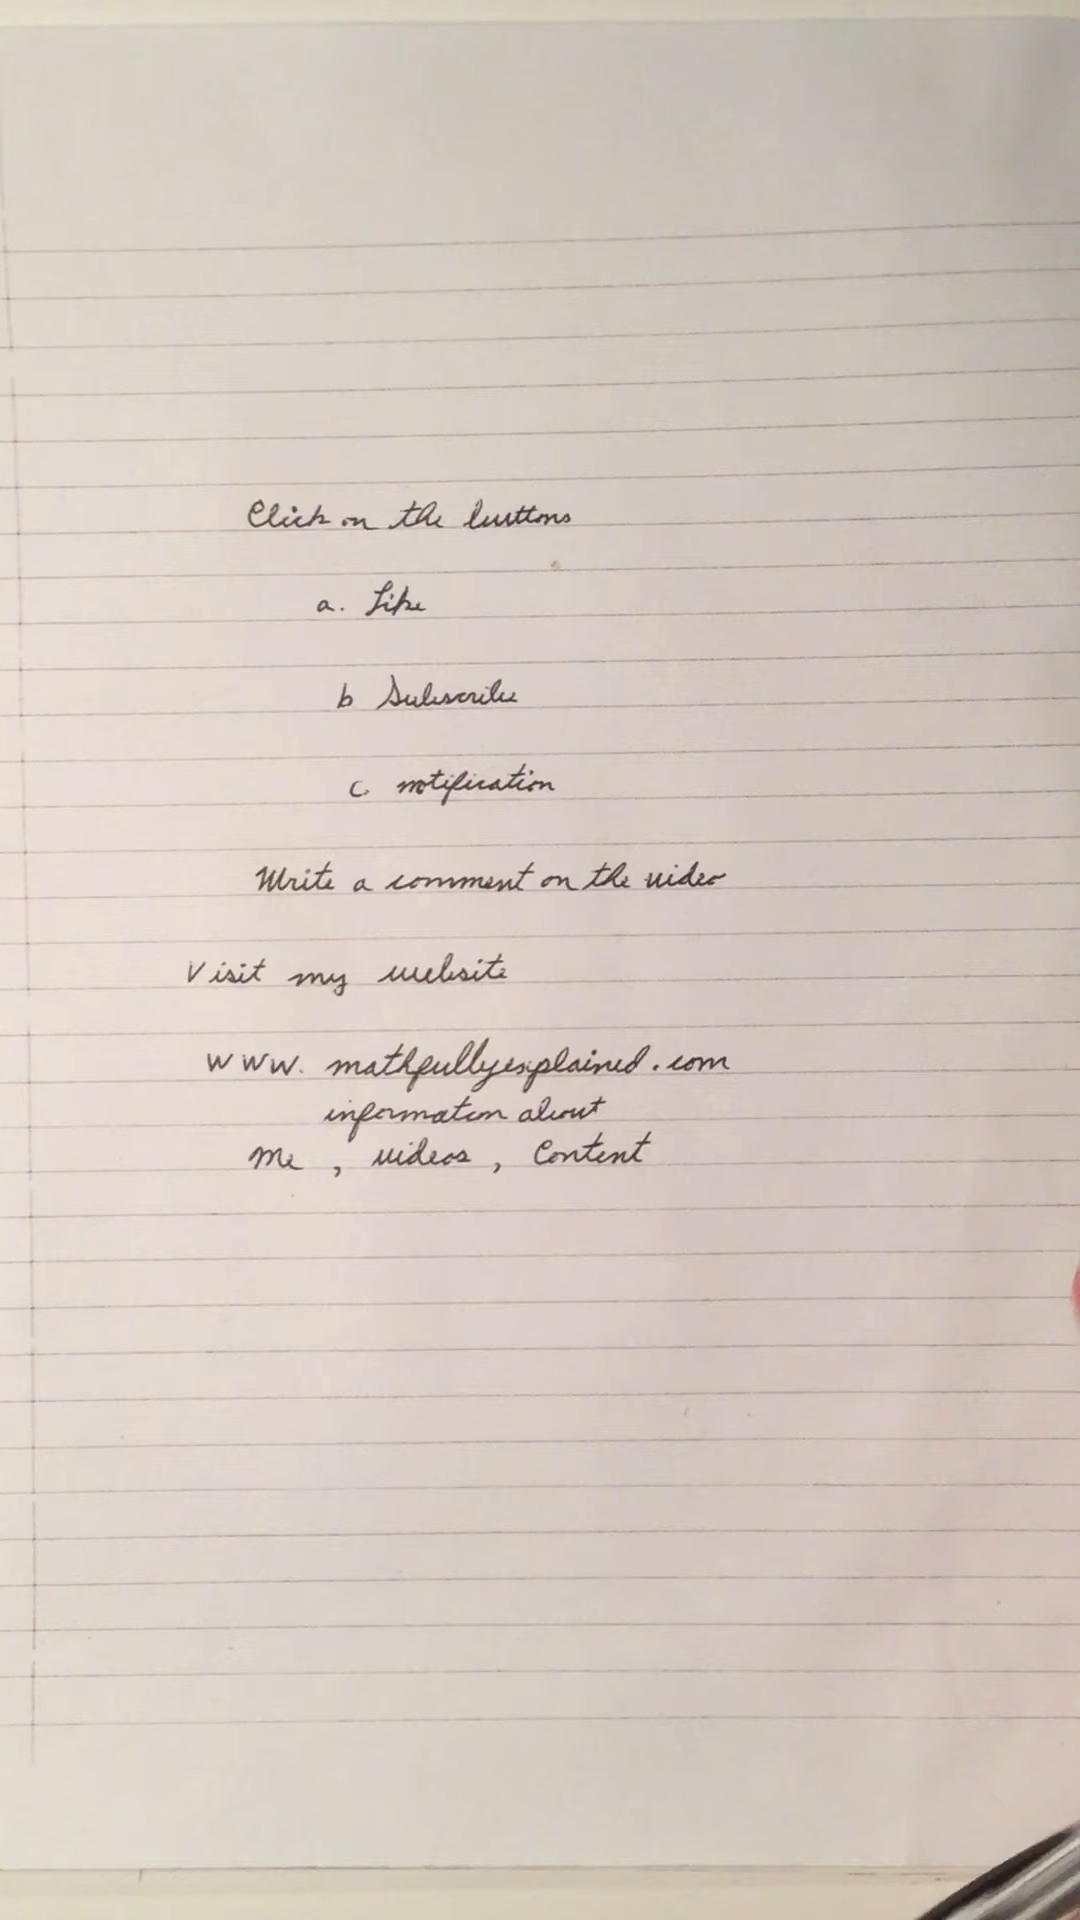 Click on the buttons
a. Like
b Subscribe
c. notification
Write a comment on the video
Visit my website
www. mathfullyexplained.com
information about
Me, videos, Content